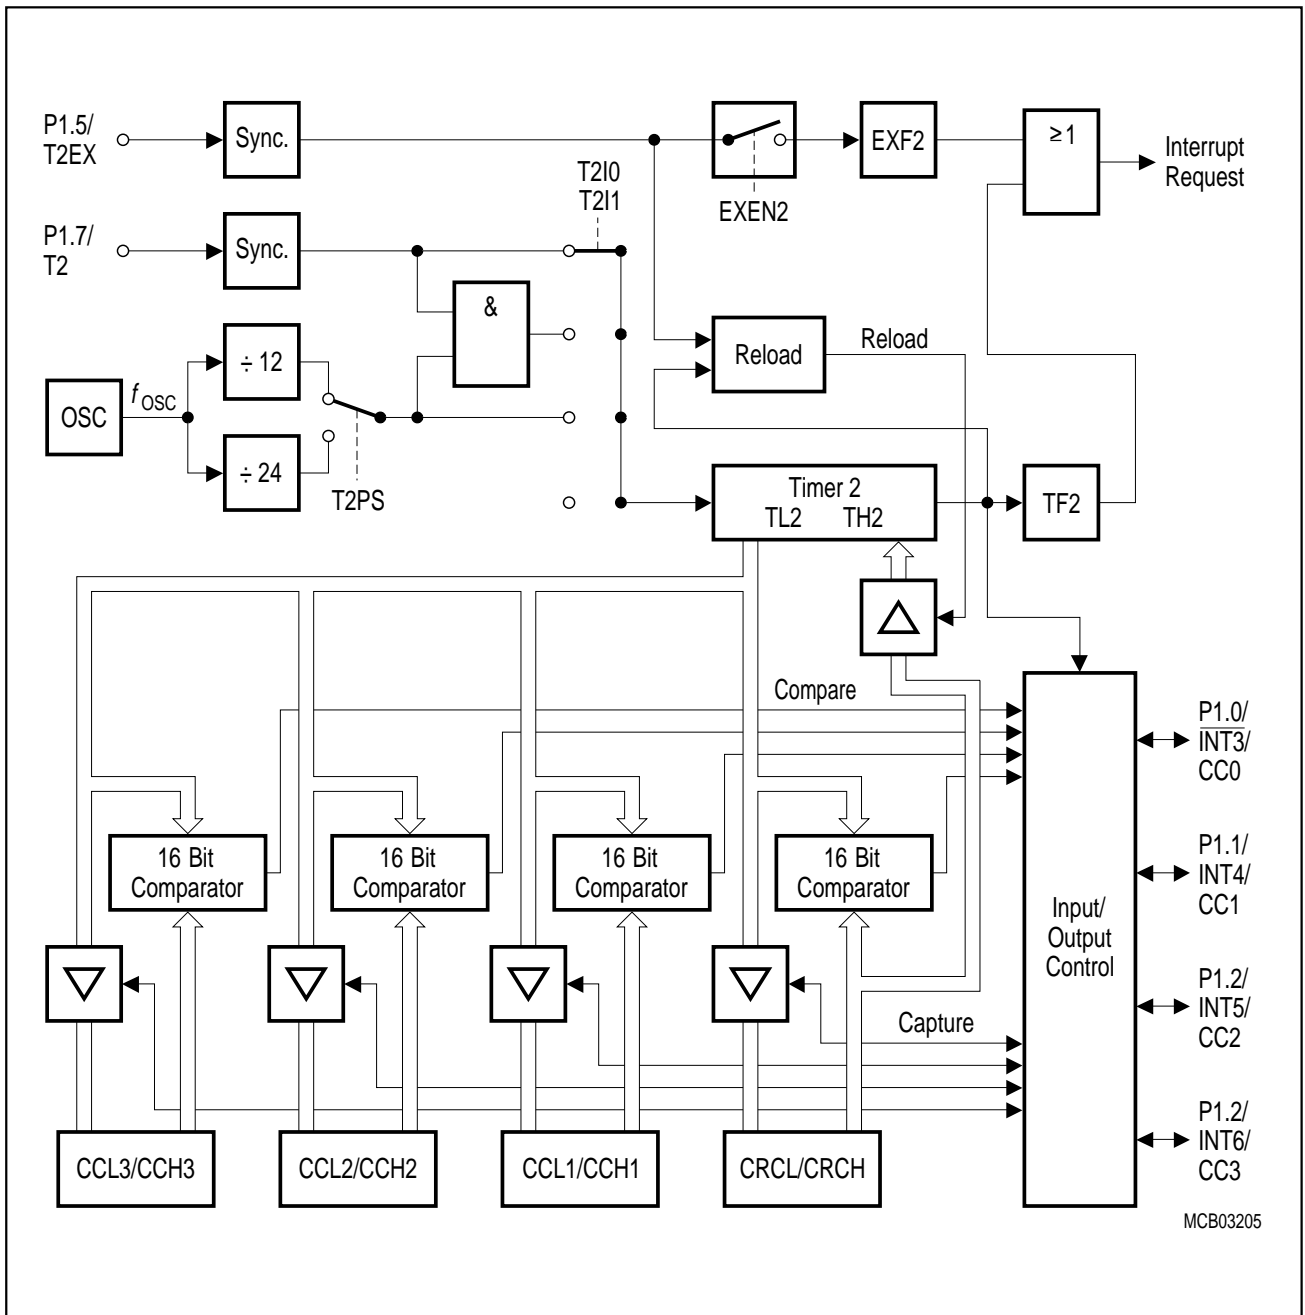 P1.5/
T2EX
Sync.
EXEN2
EXF2
≥1
Interrupt
Request
T2I0
T2I1
P1.7/
T2
Sync.
&
÷ 12
OSC
f OSC
÷ 24
T2PS
Reload
Reload
Timer 2
TL2 TH2
TF2
Compare
16 Bit
Comparator
16 Bit
Comparator
16 Bit
Comparator
16 Bit
Comparator
Capture
Input/
Output
Control
P1.0/
INT3/
CC0
P1.1/
INT4/
CC1
P1.2/
INT5/
CC2
P1.2/
INT6/
CC3
CCL3/CCH3
CCL2/CCH2
CCL1/CCH1
CRCL/CRCH
MCB03205